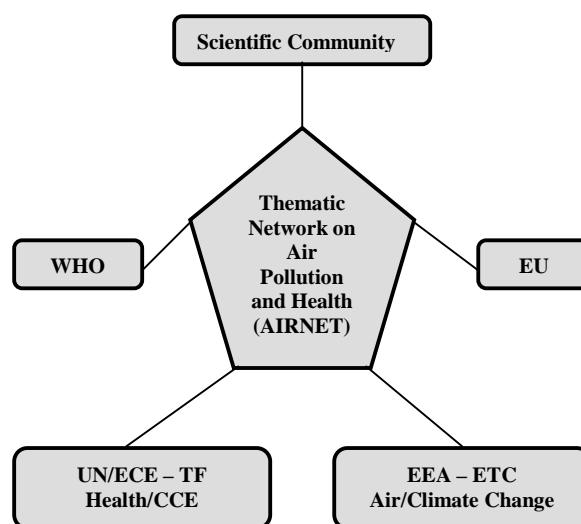 Scientific Community
Thematic
Network on
Air
Pollution
and Health
(AIRNET)
WHO
EU
UN/ECE – TF
Health/CCE
EEA – ETC
Air/Climate Change